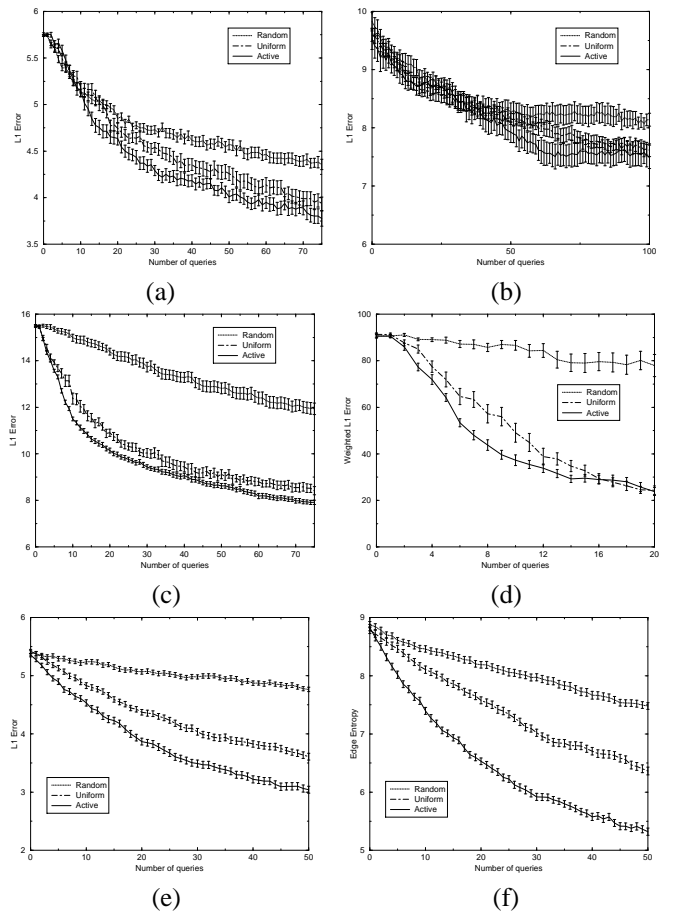 6
5.5
5
4.5
4
3.5
L1 Error
Random
Uniform
Active
0 10 20 30 40 50 60 70
Number of queries
(a)
10
9
8
7
6
L1 Error
Random
Uniform
Active
0 50 100
Number of queries
(b)
16
14
12
10
8
6
L1 Error
Random
Uniform
Active
0 10 20 30 40 50 60 70
Number of queries
(c)
100
80
60
40
20
0
Weighted L1 Error
Random
Uniform
Active
0 4 8 12 16 20
Number of queries
(d)
6
5
4
3
2
L1 Error
Random
Uniform
Active
0 10 20 30 40 50
Number of queries
(e)
9
8
7
6
5
Edge Entropy
Random
Uniform
Active
0 10 20 30 40 50
Number of queries
(f)